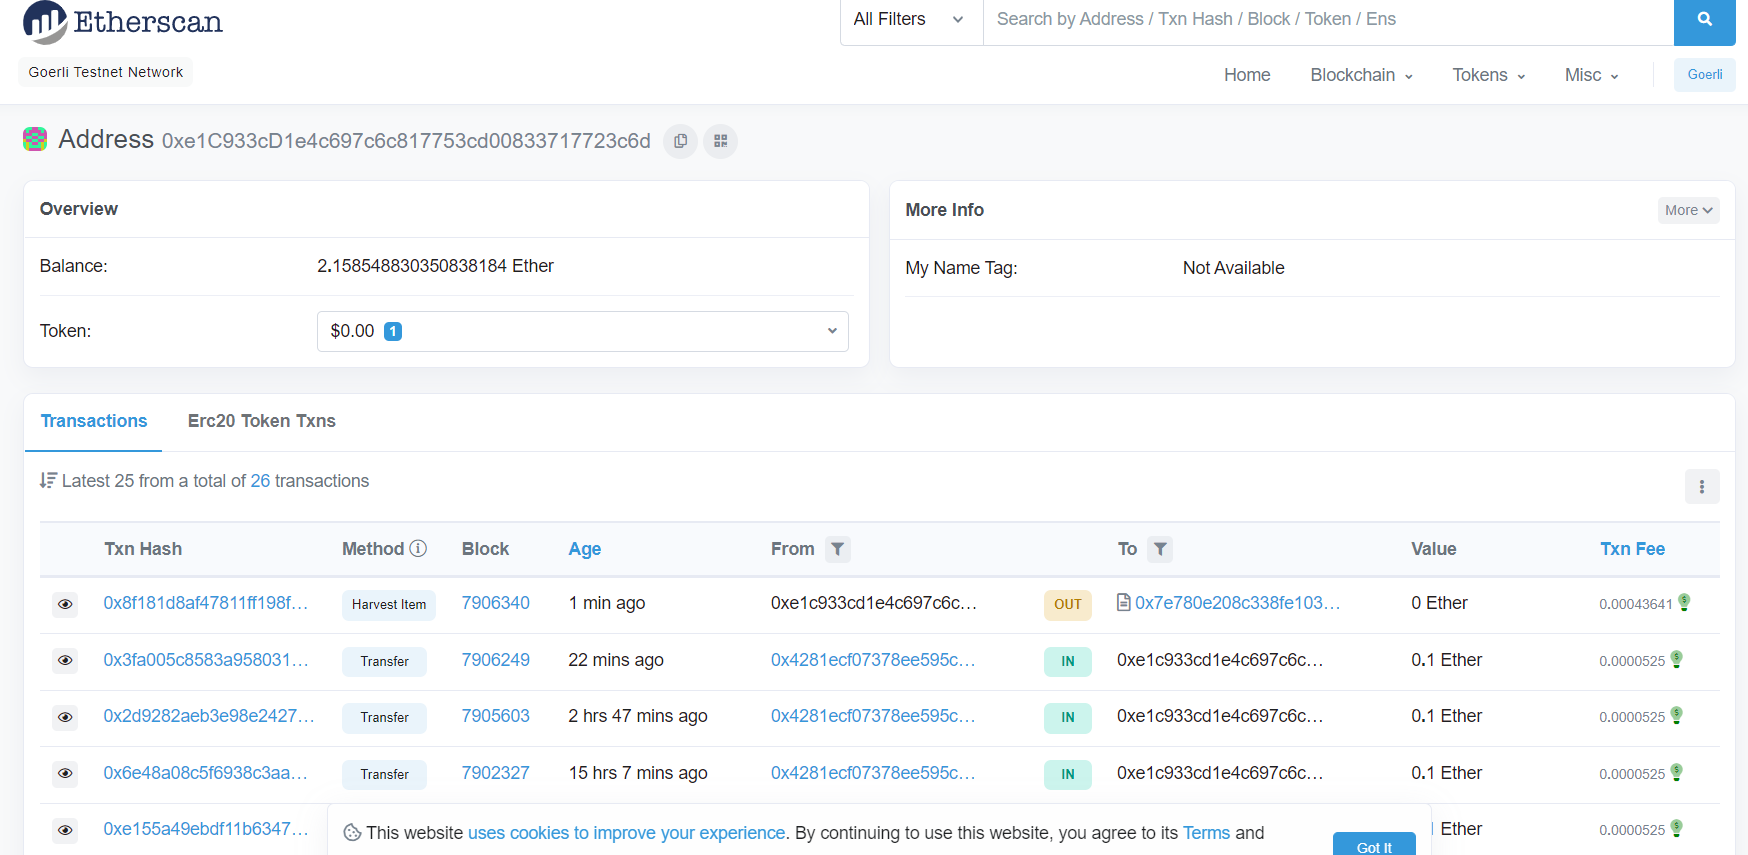 Etherscan
All Filters Search by Address / Txn Hash / Block / Token / Ens
Goerli Testnet Network
Home Blockchain Tokens Misc Goerli
Address 0xe1C933cD1e4c697c6c817753cd00833717723c6d
Overview
Balance: 2.158548830350838184 Ether
Token: $0.00 1
More Info More
My Name Tag: Not Available
Transactions Erc20 Token Txns
Latest 25 from a total of 26 transactions
Txn Hash Method Block Age From To Value Txn Fee
0x8f181d8af47811ff198f... Harvest Item 7906340 1 min ago 0xe1c933cd1e4c697c6c... OUT 0x7e780e208c338fe103... 0 Ether 0.00043641
0x3fa005c8583a958031... Transfer 7906249 22 mins ago 0x4281ecf07378ee595c... IN 0xe1c933cd1e4c697c6c... 0.1 Ether 0.0000525
0x2d9282aeb3e98e2427... Transfer 7905603 2 hrs 47 mins ago 0x4281ecf07378ee595c... IN 0xe1c933cd1e4c697c6c... 0.1 Ether 0.0000525
0x6e48a08c5f6938c3aa... Transfer 7902327 15 hrs 7 mins ago 0x4281ecf07378ee595c... IN 0xe1c933cd1e4c697c6c... 0.1 Ether 0.0000525
0xe155a49ebdf11b6347... Ether 0.0000525
This website uses cookies to improve your experience. By continuing to use this website, you agree to its Terms and
Got It